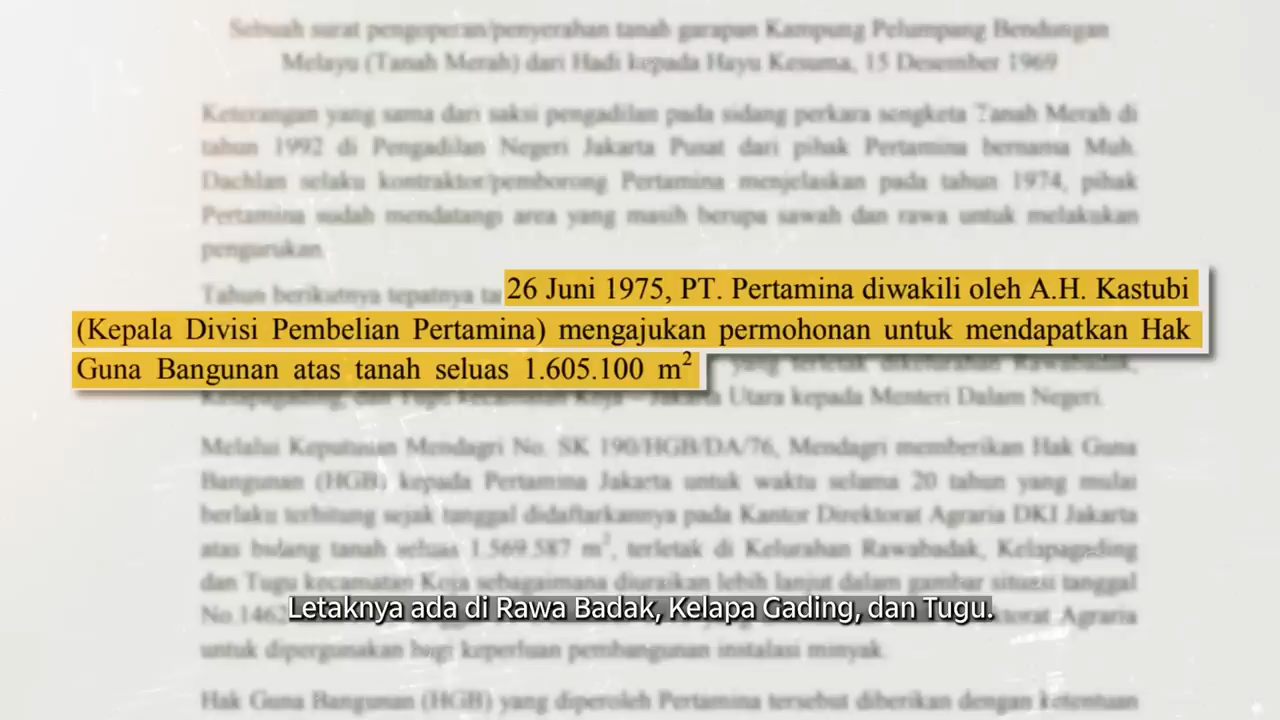 Sebuah surat pengoperan/penyerahan tanah garapan Kampung Pelumpang Bendungan
Melayu (Tanah Merah) dari Hadi kepada Hayu Kesuma, 15 Desember 1969
Keterangan yang sama dari saksi pengadilan pada sidang perkara sengketa Tanah Merah di
tahun 1992 di Pengadilan Negeri Jakarta Pusat dari pihak Pertamina bernama Muh.
Dachlan selaku kontraktor/pemborong Pertamina menjelaskan pada tahun 1974, pihak
Pertamina sudah mendatangi area yang masih berupa sawah dan rawa untuk melakukan
pengurukan.
Tahun berikutnya tepatnya
26 Juni 1975, PT. Pertamina diwakili oleh A.H. Kastubi
(Kepala Divisi Pembelian Pertamina) mengajukan permohonan untuk mendapatkan Hak
Guna Bangunan atas tanah seluas 1.605.100 m²
yang terletak dikelurahan Rawabadak,
Kelapagading, dan Tugu kecamatan Koja – Jakarta Utara kepada Menteri Dalam Negeri.
Melalui Keputusan Mendagri No. SK 190/HGB/DA/76, Mendagri memberikan Hak Guna
Bangunan (HGB) kepada Pertamina Jakarta untuk waktu selama 20 tahun yang mulai
berlaku terhitung sejak tanggal didaftarkannya pada Kantor Direktorat Agraria DKI Jakarta
atas bidang tanah seluas 1.569.587 m², terletak di Kelurahan Rawabadak, Kelapagading
dan Tugu kecamatan Koja sebagaimana diuraikan lebih lanjut dalam gambar situasi tanggal
Letaknya ada di Rawa Badak, Kelapa Gading, dan Tugu.
Agraria
untuk dipergunakan bagi keperluan pembangunan instalasi minyak.
Hak Guna Bangunan (HGB) yang diperoleh Pertamina tersebut diberikan dengan ketentuan